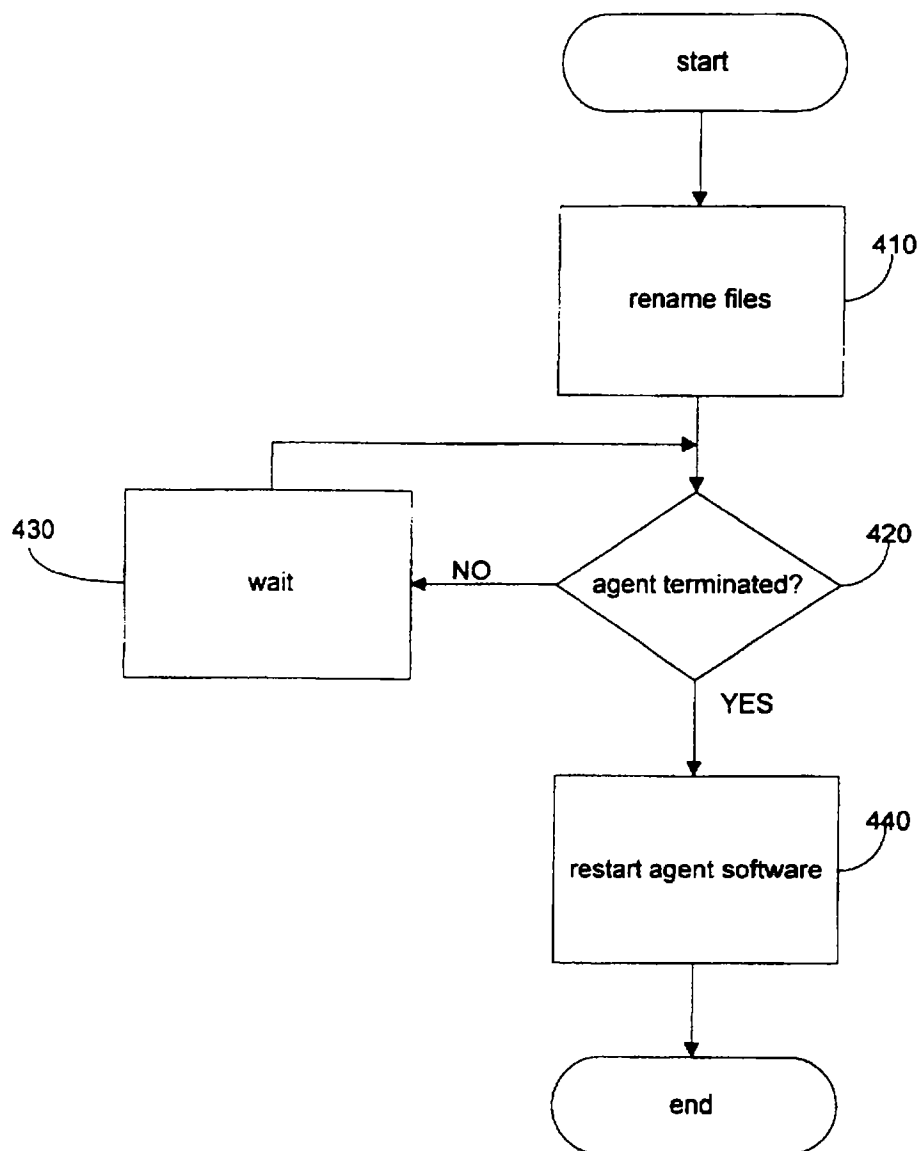 start
410
rename files
430
420
wait
NO
agent terminated?
YES
440
restart agent software
end